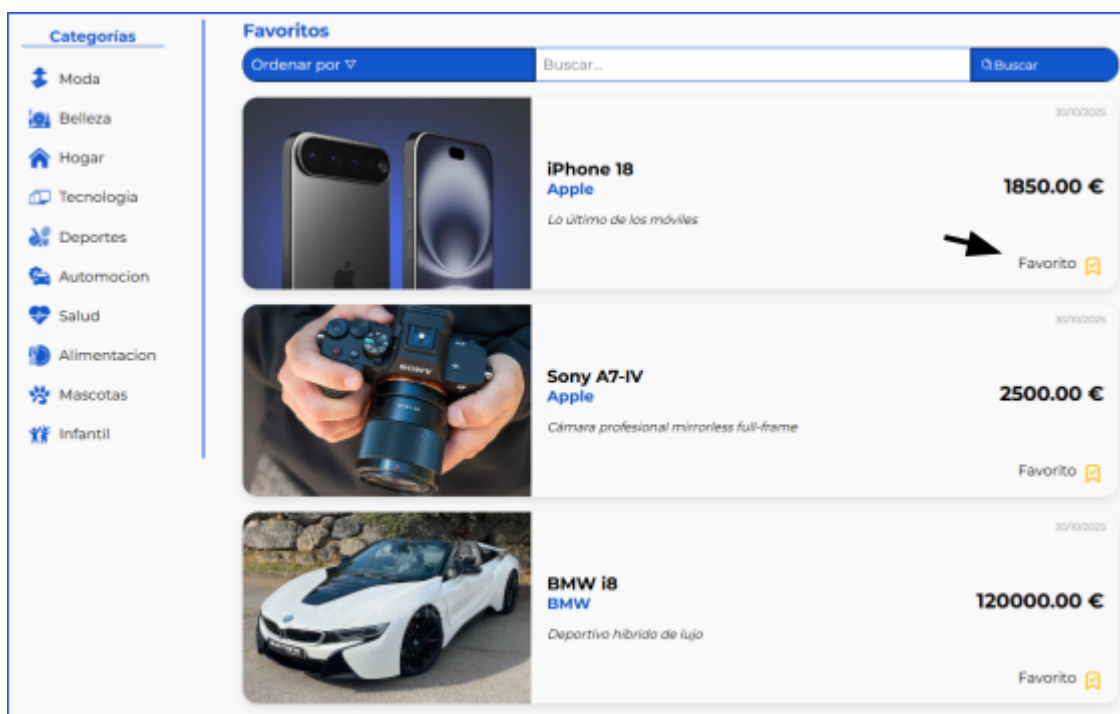 Categorías
Moda
Belleza
Hogar
Tecnologia
Deportes
Automocion
Salud
Alimentacion
Mascotas
Infantil
Favoritos
Ordenar por ▽
Buscar...
Buscar
30/10/2025
iPhone 18
Apple
1850.00 €
Lo último de los móviles
Favorito
SONY
30/10/2025
Sony A7-IV
Apple
2500.00 €
Cámara profesional mirrorless full-frame
Favorito
30/10/2025
BMW i8
BMW
120000.00 €
Deportivo híbrido de lujo
Favorito